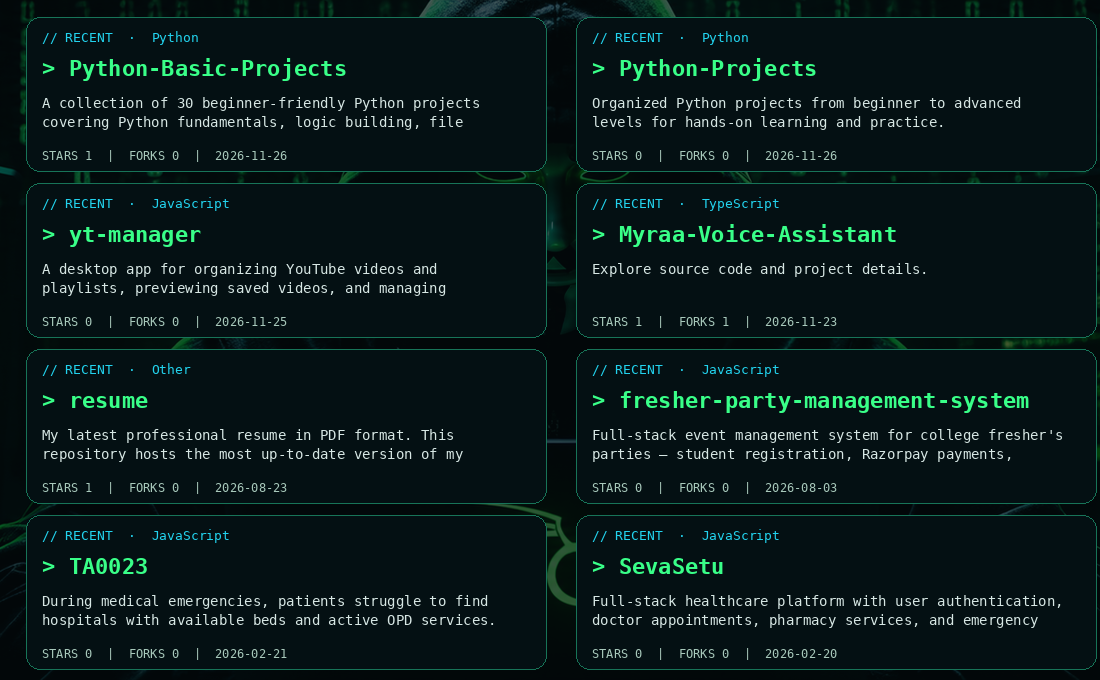 // RECENT · Python
> Python-Basic-Projects
A collection of 30 beginner-friendly Python projects
covering Python fundamentals, logic building, file
STARS 1 | FORKS 0 | 2026-11-26
// RECENT · Python
> Python-Projects
Organized Python projects from beginner to advanced
levels for hands-on learning and practice.
STARS 0 | FORKS 0 | 2026-11-26
// RECENT · JavaScript
> yt-manager
A desktop app for organizing YouTube videos and
playlists, previewing saved videos, and managing
STARS 0 | FORKS 0 | 2026-11-25
// RECENT · TypeScript
> Myraa-Voice-Assistant
Explore source code and project details.
STARS 1 | FORKS 1 | 2026-11-23
// RECENT · Other
> resume
My latest professional resume in PDF format. This
repository hosts the most up-to-date version of my
STARS 1 | FORKS 0 | 2026-08-23
// RECENT · JavaScript
> fresher-party-management-system
Full-stack event management system for college fresher's
parties — student registration, Razorpay payments,
STARS 0 | FORKS 0 | 2026-08-03
// RECENT · JavaScript
> TA0023
During medical emergencies, patients struggle to find
hospitals with available beds and active OPD services.
STARS 0 | FORKS 0 | 2026-02-21
// RECENT · JavaScript
> SevaSetu
Full-stack healthcare platform with user authentication,
doctor appointments, pharmacy services, and emergency
STARS 0 | FORKS 0 | 2026-02-20